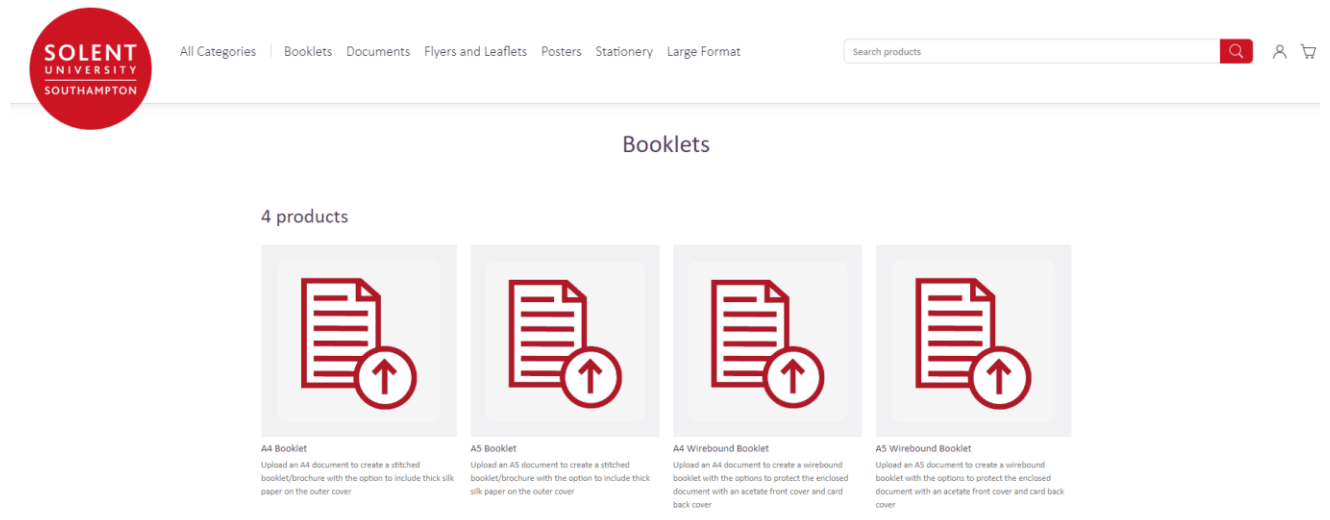 SOLENT
UNIVERSITY
SOUTHAMPTON
All Categories Booklets Documents Flyers and Leaflets Posters Stationery Large Format
Search products
Booklets
4 products
A4 Booklet
Upload an A4 document to create a stitched
booklet/brochure with the option to include thick silk
paper on the outer cover
A5 Booklet
Upload an A5 document to create a stitched
booklet/brochure with the option to include thick
silk paper on the outer cover
A4 Wirebound Booklet
Upload an A4 document to create a wirebound
booklet with the options to protect the enclosed
document with an acetate front cover and card
back cover
A5 Wirebound Booklet
Upload an A5 document to create a wirebound
booklet with the options to protect the enclosed
document with an acetate front cover and card back
cover